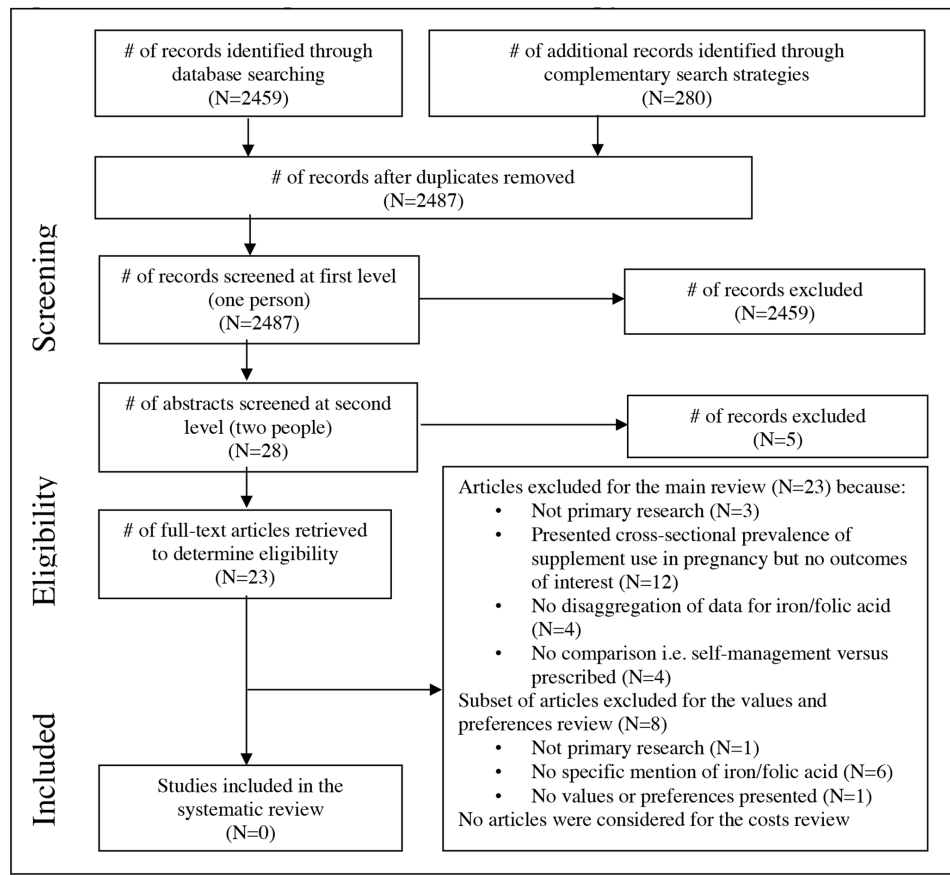 # of records identified through
database searching
(N=2459)
# of additional records identified through
complementary search strategies
(N=280)
# of records after duplicates removed
(N=2487)
Screening
# of records screened at first level
(one person)
(N=2487)
# of records excluded
(N=2459)
# of abstracts screened at second
level (two people)
(N=28)
# of records excluded
(N=5)
Eligibility
# of full-text articles retrieved
to determine eligibility
(N=23)
Articles excluded for the main review (N=23) because:
• Not primary research (N=3)
• Presented cross-sectional prevalence of
supplement use in pregnancy but no outcomes
of interest (N=12)
• No disaggregation of data for iron/folic acid
(N=4)
• No comparison i.e. self-management versus
prescribed (N=4)
Subset of articles excluded for the values and
preferences review (N=8)
• Not primary research (N=1)
• No specific mention of iron/folic acid (N=6)
• No values or preferences presented (N=1)
No articles were considered for the costs review
Included
Studies included in the
systematic review
(N=0)